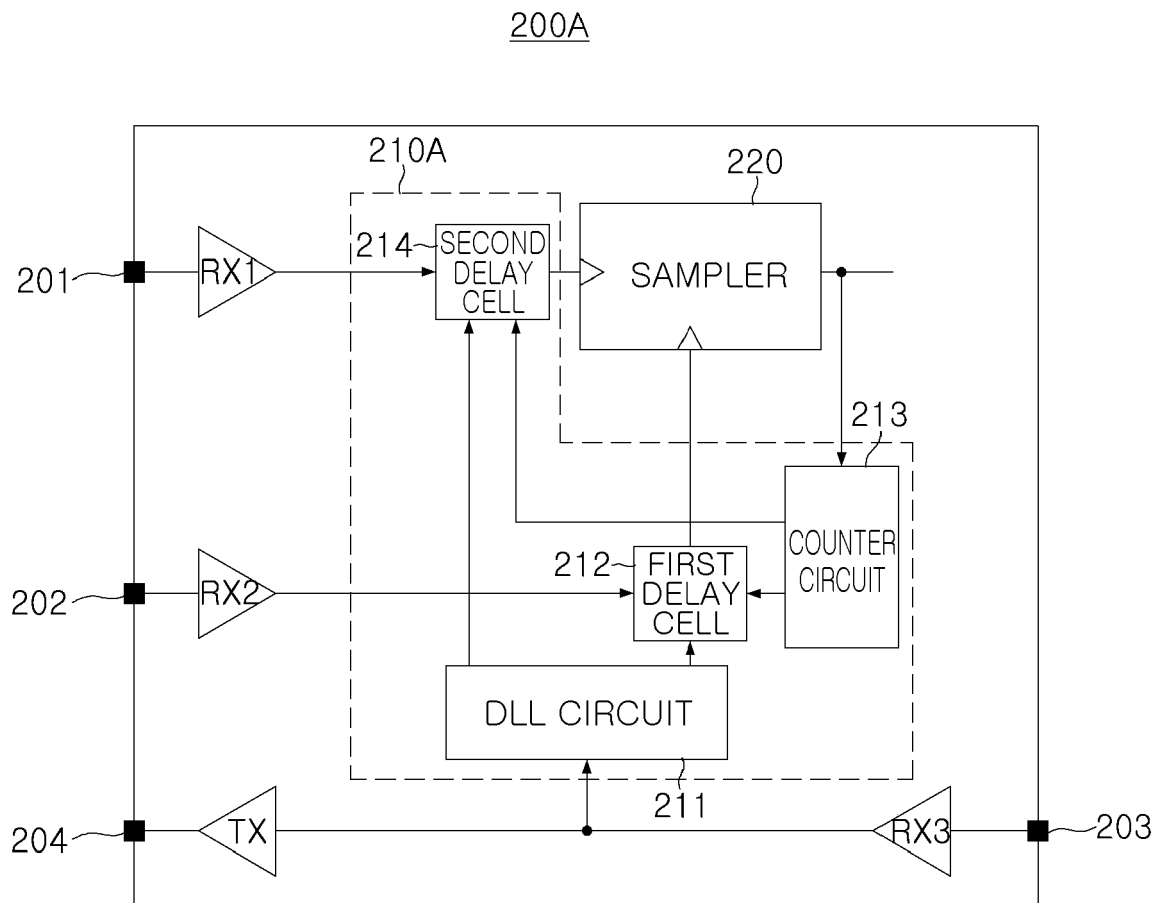 200A
210A
220
214
SECOND
DELAY
CELL
SAMPLER
201
RX1
213
COUNTER
CIRCUIT
212
FIRST
DELAY
CELL
202
RX2
DLL CIRCUIT
211
204
TX
RX3
203